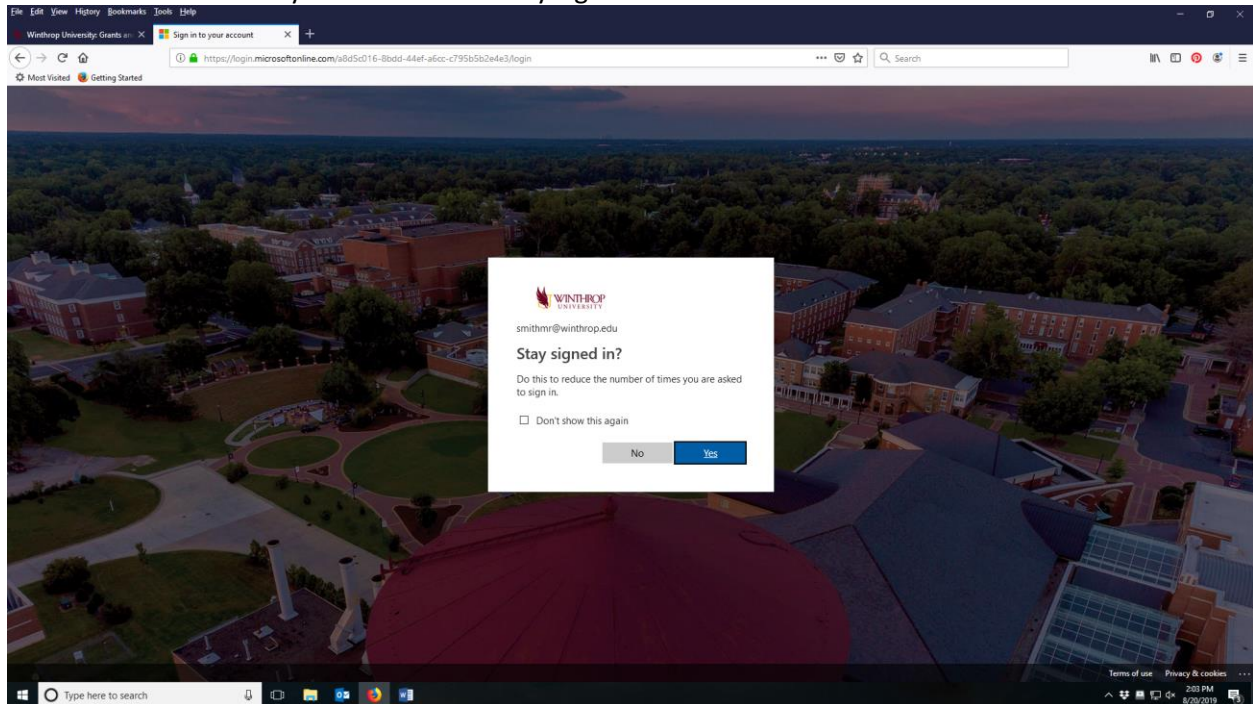 File Edit View History Bookmarks Tools Help
Winthrop University: Grants an
Sign in to your account
https://login.microsoftonline.com/a8d5c016-8bdd-44ef-a6cc-c795b5b2e4e3/login
Search
Most Visited Getting Started
WINTHROP
UNIVERSITY
smithmr@winthrop.edu
Stay signed in?
Do this to reduce the number of times you are asked
to sign in.
Don't show this again
No Yes
Terms of use Privacy & cookies
Type here to search
2:03 PM
8/20/2019